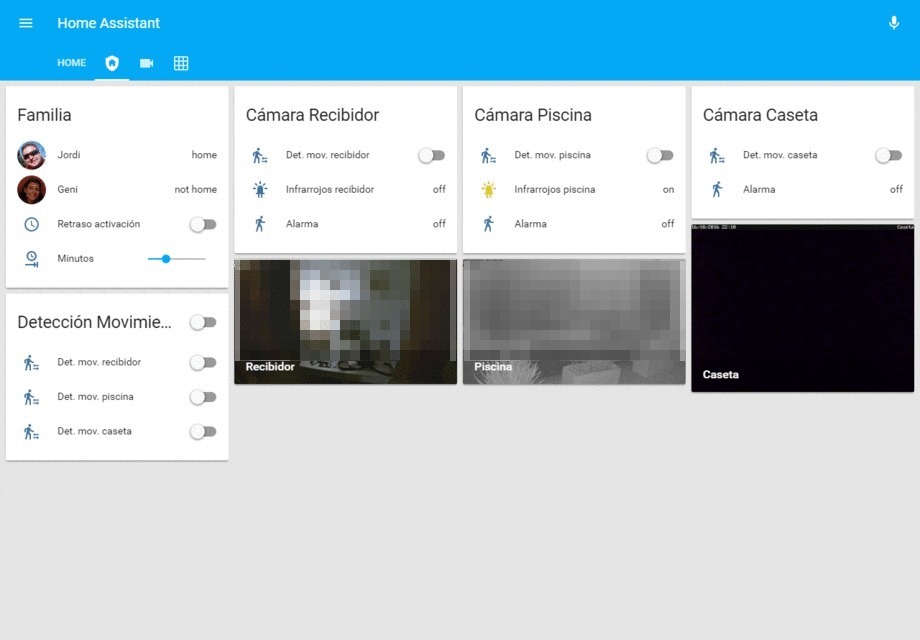 Home Assistant
HOME
Familia
Jordi home
Geni not home
Retraso activación
Minutos
Detección Movimie...
Det. mov. recibidor
Det. mov. piscina
Det. mov. caseta
Cámara Recibidor
Det. mov. recibidor
Infrarrojos recibidor off
Alarma off
Recibidor
Cámara Piscina
Det. mov. piscina
Infrarrojos piscina on
Alarma off
Piscina
Cámara Caseta
Det. mov. caseta
Alarma off
Caseta
Caseta